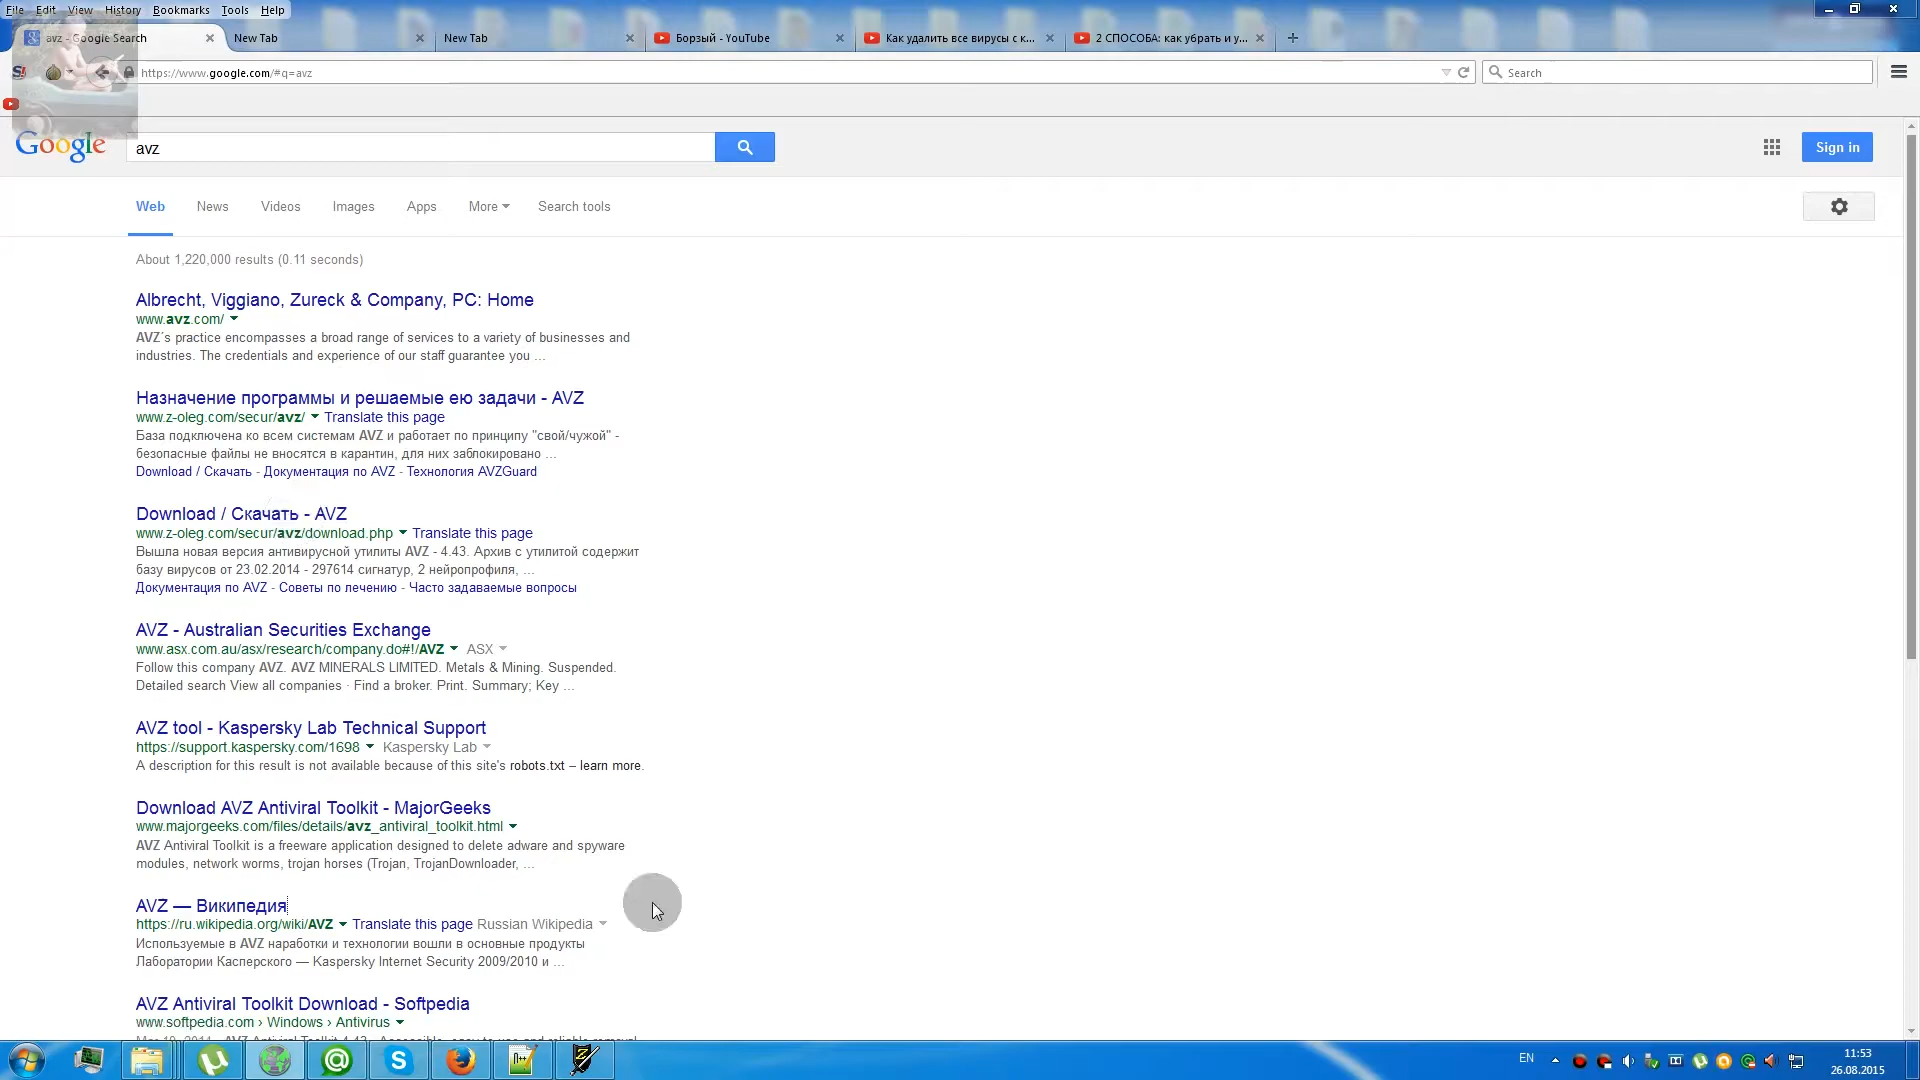 File Edit View History Bookmarks Tools Help
avz - Google Search New Tab New Tab Борзый - YouTube Как удалить все вирусы с к... 2 СПОСОБА: как убрать и у...
https://www.google.com/#q=avz Search
Google avz Sign in
Web News Videos Images Apps More Search tools
About 1,220,000 results (0.11 seconds)
Albrecht, Viggiano, Zureck & Company, PC: Home
www.avz.com/
AVZ's practice encompasses a broad range of services to a variety of businesses and
industries. The credentials and experience of our staff guarantee you ...
Назначение программы и решаемые ею задачи - AVZ
www.z-oleg.com/secur/avz/ Translate this page
База подключена ко всем системам AVZ и работает по принципу "свой/чужой" -
безопасные файлы не вносятся в карантин, для них заблокировано ...
Download / Скачать - Документация по AVZ - Технология AVZGuard
Download / Скачать - AVZ
www.z-oleg.com/secur/avz/download.php Translate this page
Вышла новая версия антивирусной утилиты AVZ - 4.43. Архив с утилитой содержит
базу вирусов от 23.02.2014 - 297614 сигнатур, 2 нейропрофиля, ...
Документация по AVZ - Советы по лечению - Часто задаваемые вопросы
AVZ - Australian Securities Exchange
www.asx.com.au/asx/research/company.do#!/AVZ ASX
Follow this company AVZ. AVZ MINERALS LIMITED. Metals & Mining. Suspended.
Detailed search View all companies · Find a broker. Print. Summary; Key ...
AVZ tool - Kaspersky Lab Technical Support
https://support.kaspersky.com/1698 Kaspersky Lab
A description for this result is not available because of this site's robots.txt – learn more.
Download AVZ Antiviral Toolkit - MajorGeeks
www.majorgeeks.com/files/details/avz_antiviral_toolkit.html
AVZ Antiviral Toolkit is a freeware application designed to delete adware and spyware
modules, network worms, trojan horses (Trojan, TrojanDownloader, ...
AVZ — Википедия
https://ru.wikipedia.org/wiki/AVZ Translate this page Russian Wikipedia
Используемые в AVZ наработки и технологии вошли в основные продукты
Лаборатории Касперского — Kaspersky Internet Security 2009/2010 и ...
AVZ Antiviral Toolkit Download - Softpedia
www.softpedia.com › Windows › Antivirus
EN 11:53
26.08.2015